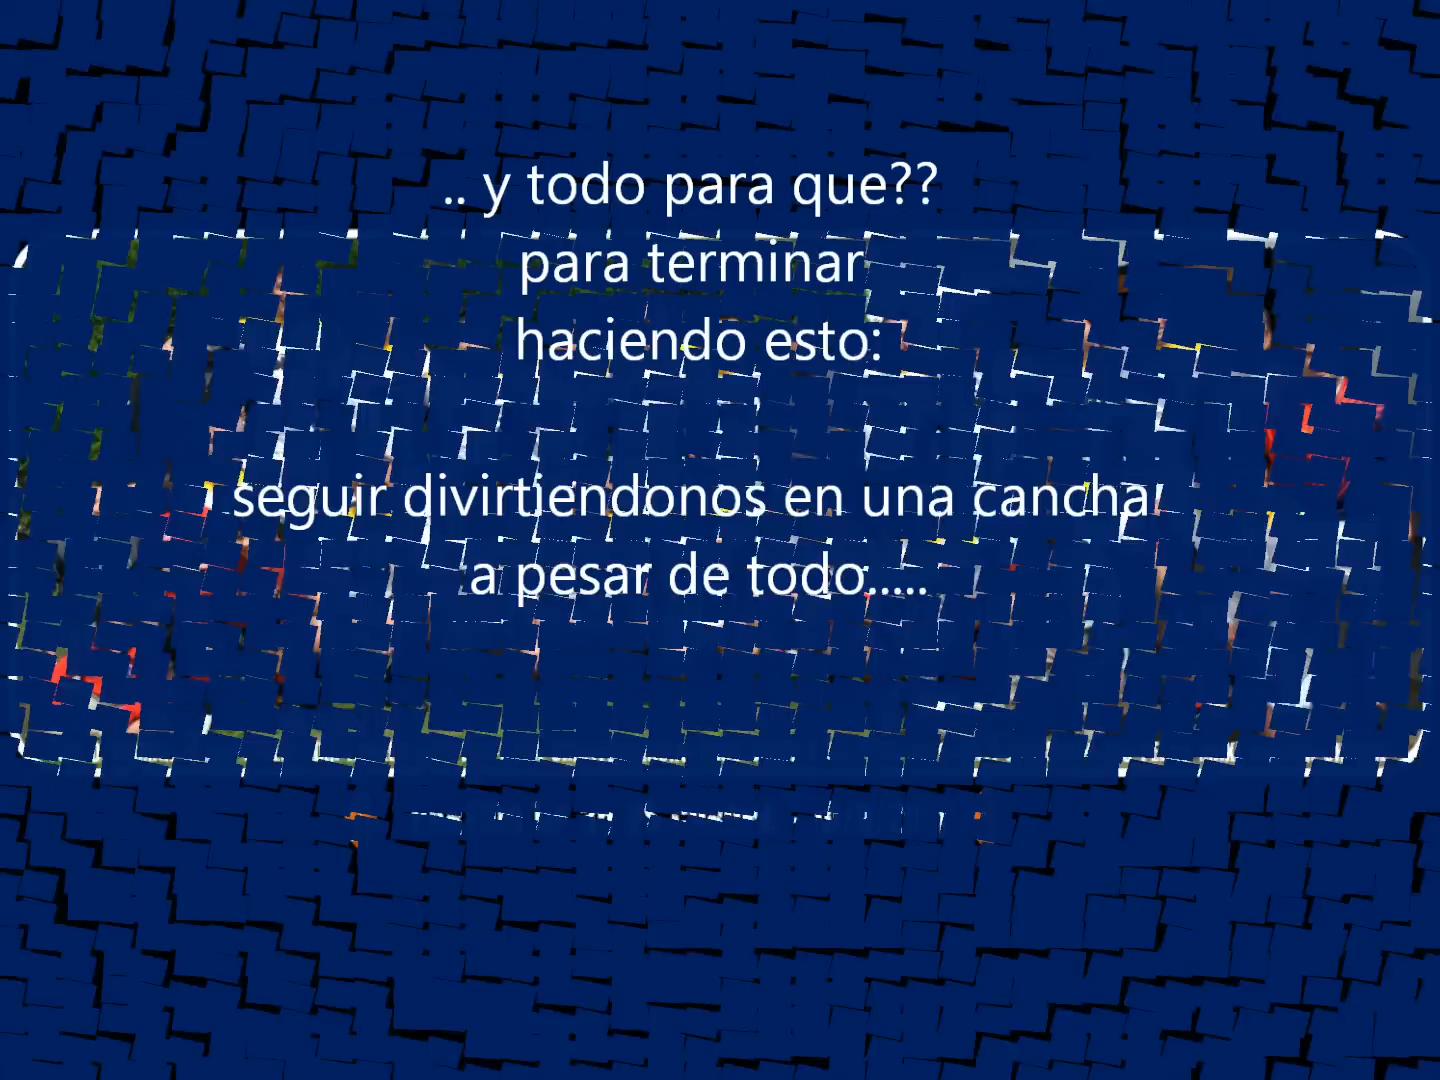 .. y todo para que??
para terminar
haciendo esto:
seguir divirtiendonos en una cancha
a pesar de todo.....